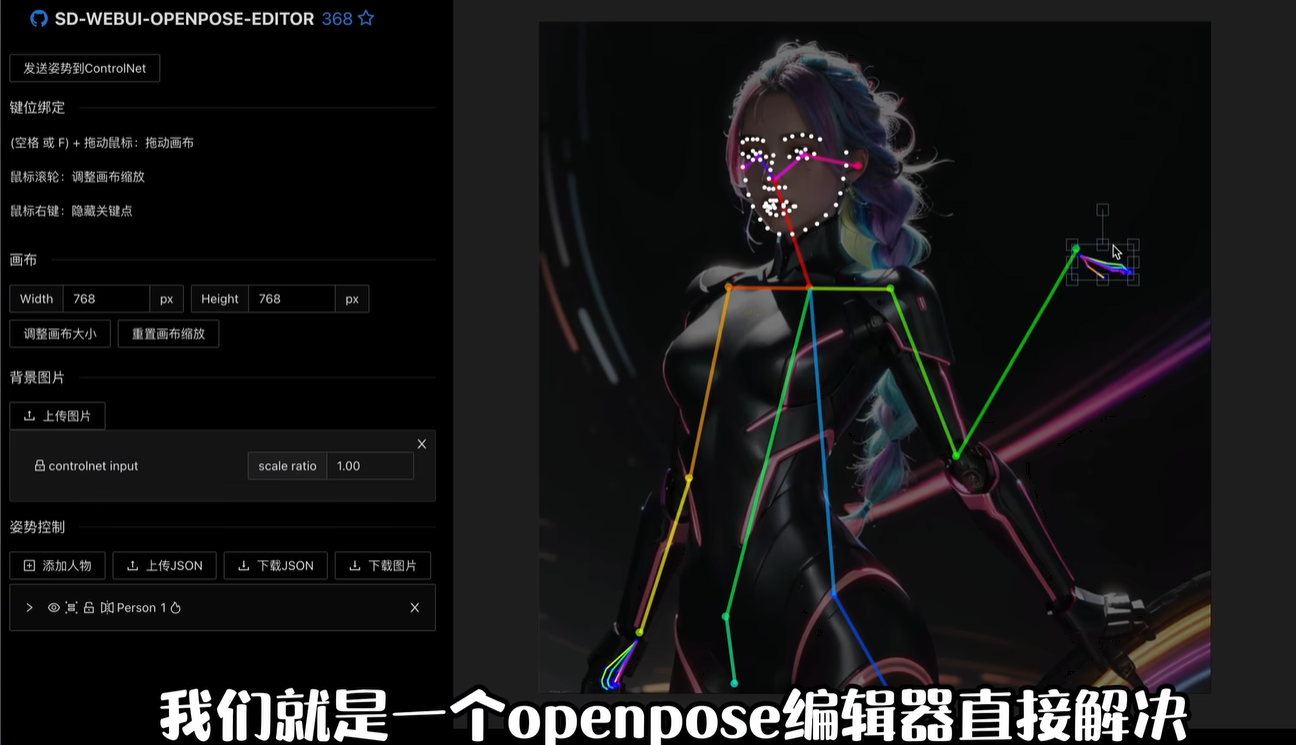 SD-WEBUI-OPENPOSE-EDITOR 368
发送姿势到ControlNet
键位绑定
(空格 或 F) + 拖动鼠标：拖动画布
鼠标滚轮：调整画布缩放
鼠标右键：隐藏关键点
画布
Width 768 px Height 768 px
调整画布大小 重置画布缩放
背景图片
上传图片
controlnet input scale ratio 1.00
姿势控制
添加人物 上传JSON 下载JSON 下载图片
Person 1
我们就是一个openpose编辑器直接解决